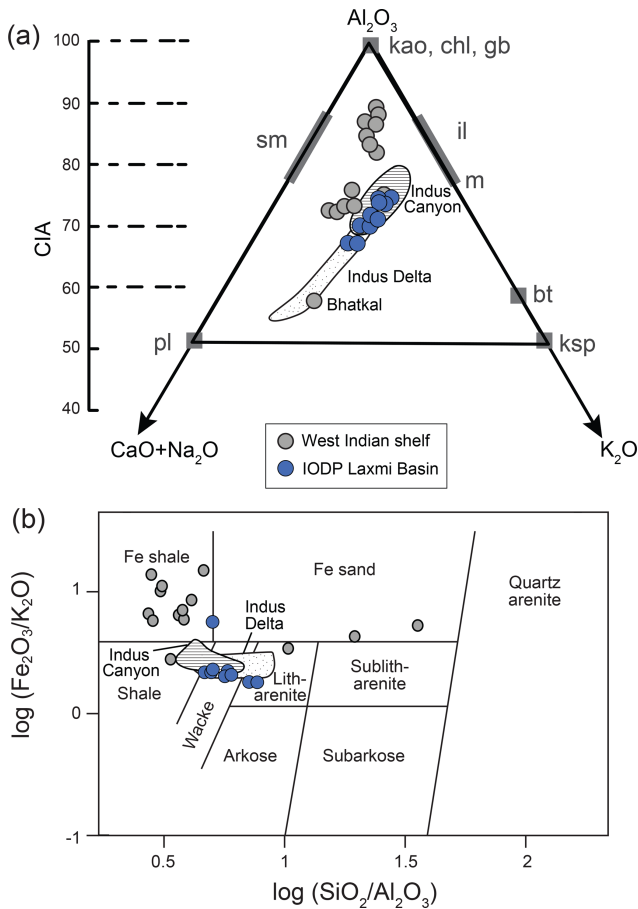 (a)
Al₂O₃
100
kao, chl, gb
90
sm
il
80
m
Indus
Canyon
70
CIA
Indus Delta
60
bt
Bhatkal
pl
ksp
50
40
CaO+Na₂O
K₂O
West Indian shelf
IODP Laxmi Basin
(b)
Fe shale
Fe sand
Quartz
arenite
1
Indus
Delta
Indus
Canyon
Shale
Lith-
arenite
Sublith-
arenite
log (Fe₂O₃/K₂O)
0
Wacke
Arkose
Subarkose
-1
0.5
1
1.5
2
log (SiO₂/Al₂O₃)